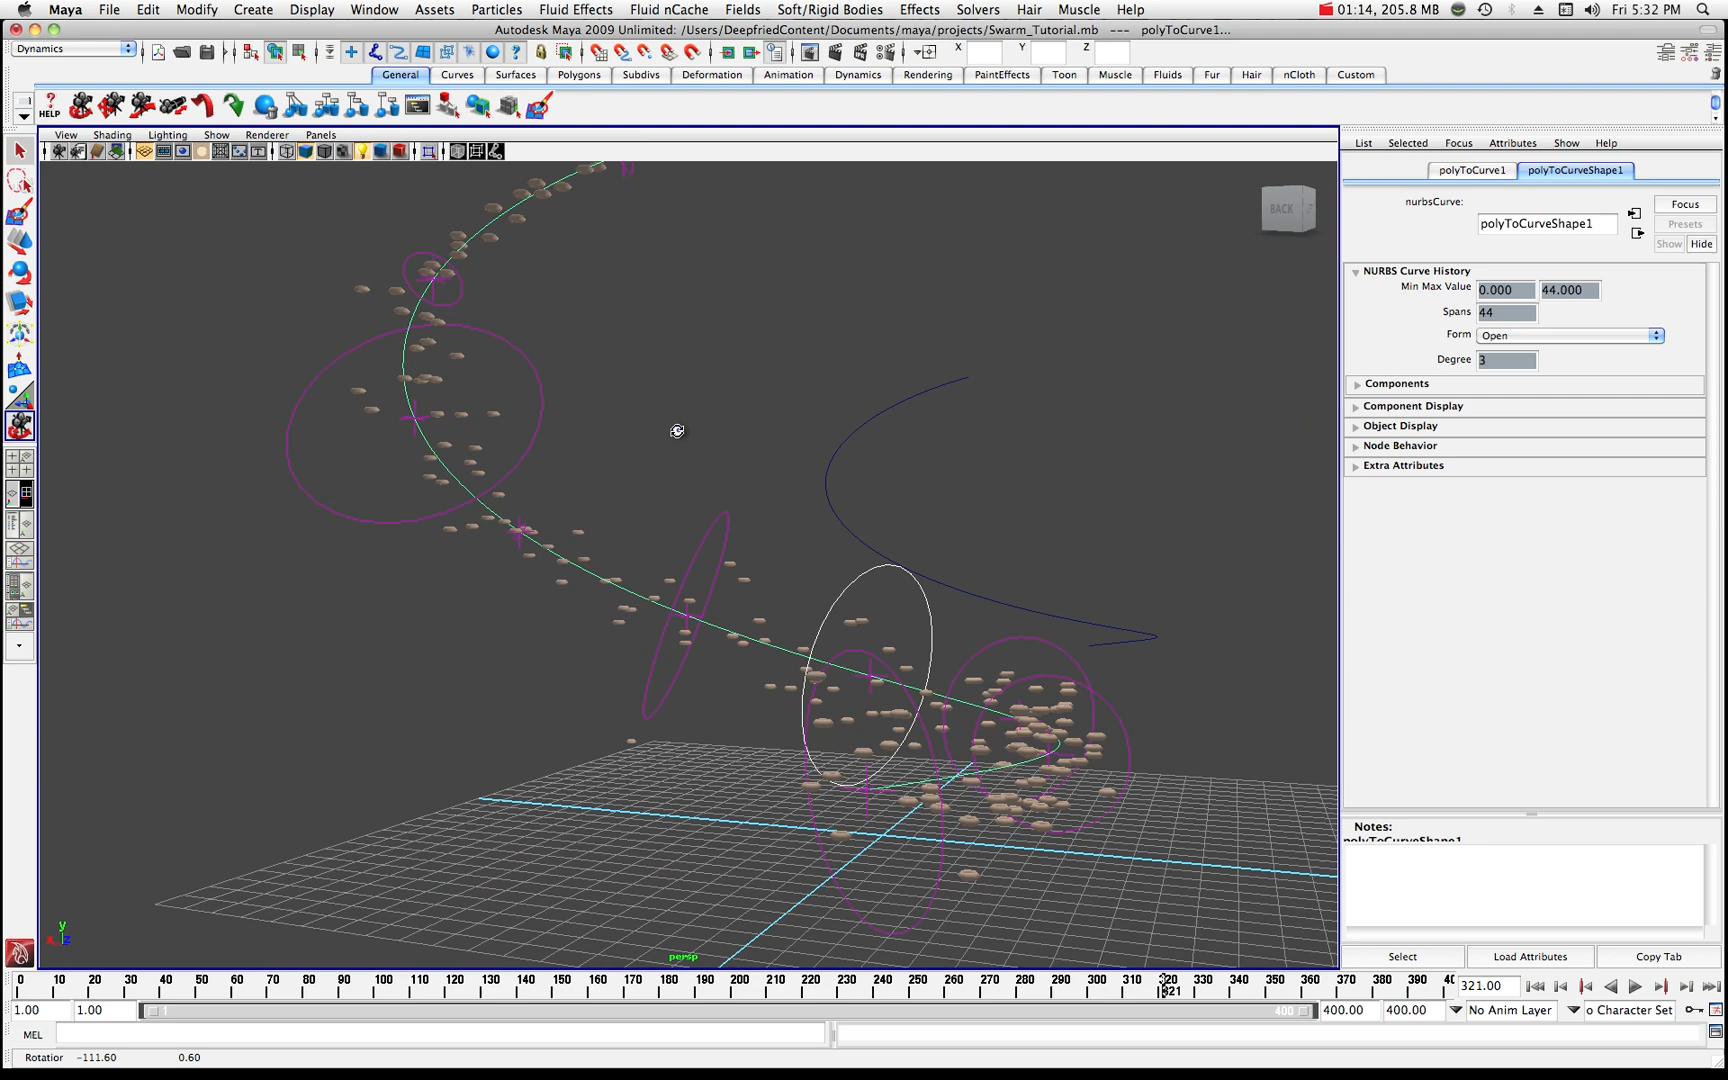 Maya File Edit Modify Create Display Window Assets Particles Fluid Effects Fluid nCache Fields Soft/Rigid Bodies Effects Solvers Hair Muscle Help 01:14, 205.8 MB Fri 5:32 PM
Autodesk Maya 2009 Unlimited: /Users/DeepfriedContent/Documents/maya/projects/Swarm_Tutorial.mb --- polyToCurve1...
Dynamics X Y Z
General Curves Surfaces Polygons Subdivs Deformation Animation Dynamics Rendering PaintEffects Toon Muscle Fluids Fur Hair nCloth Custom
HELP
View Shading Lighting Show Renderer Panels
List Selected Focus Attributes Show Help
polyToCurve1 polyToCurveShape1
nurbsCurve: polyToCurveShape1
Focus
Presets
Show Hide
BACK
NURBS Curve History
Min Max Value 0.000 44.000
Spans 44
Form Open
Degree 3
Components
Component Display
Object Display
Node Behavior
Extra Attributes
Notes:
polyToCurveShape1
y
x z
persp
Select Load Attributes Copy Tab
0 10 20 30 40 50 60 70 80 90 100 110 120 130 140 150 160 170 180 190 200 210 220 230 240 250 260 270 280 290 300 310 320 330 340 350 360 370 380 390 40
321 321.00
1.00 1.00 1 400 400.00 400.00 No Anim Layer o Character Set
MEL
Rotation -111.60 0.60